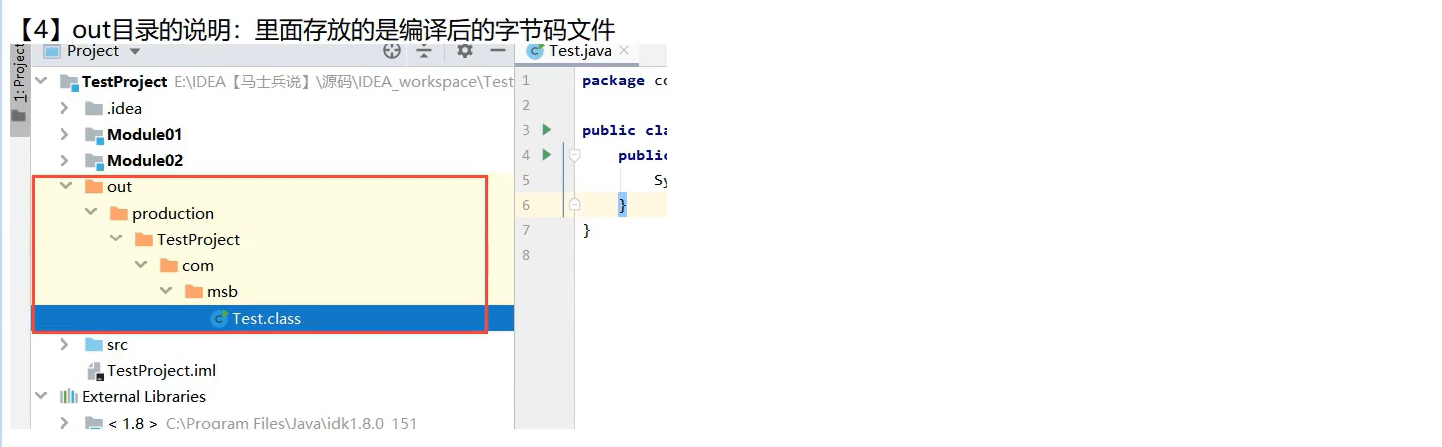 【4】out目录的说明：里面存放的是编译后的字节码文件
Project
Test.java
1: Project
TestProject E:\IDEA【马士兵说】\源码\IDEA_workspace\Test
.idea
Module01
Module02
out
production
TestProject
com
msb
Test.class
src
TestProject.iml
External Libraries
< 1.8 > C:\Program Files\Java\jdk1.8.0_151
1 package co
2
3 public cla
4 public
5 Sy
6 }
7 }
8